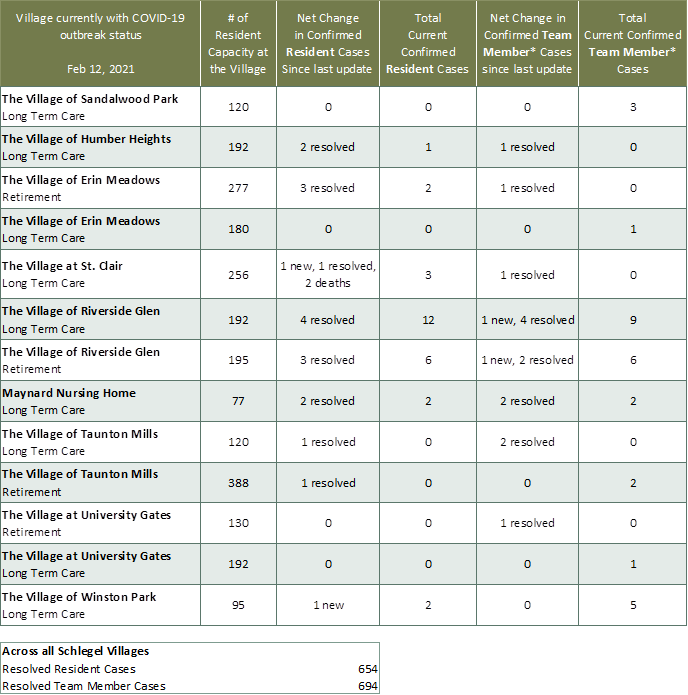 Village currently with COVID-19
outbreak status
Feb 12, 2021
# of
Resident
Capacity at
the Village
Net Change
in Confirmed
Resident Cases
Since last update
Total
Current
Confirmed
Resident Cases
Net Change in
Confirmed Team
Member* Cases
since last update
Total
Current Confirmed
Team Member*
Cases
The Village of Sandalwood Park
Long Term Care
120
0
0
0
3
The Village of Humber Heights
Long Term Care
192
2 resolved
1
1 resolved
0
The Village of Erin Meadows
Retirement
277
3 resolved
2
1 resolved
0
The Village of Erin Meadows
Long Term Care
180
0
0
0
1
The Village at St. Clair
Long Term Care
256
1 new, 1 resolved,
2 deaths
3
1 resolved
0
The Village of Riverside Glen
Long Term Care
192
4 resolved
12
1 new, 4 resolved
9
The Village of Riverside Glen
Retirement
195
3 resolved
6
1 new, 2 resolved
6
Maynard Nursing Home
Long Term Care
77
2 resolved
2
2 resolved
2
The Village of Taunton Mills
Long Term Care
120
1 resolved
0
2 resolved
0
The Village of Taunton Mills
Retirement
388
1 resolved
0
0
2
The Village at University Gates
Retirement
130
0
0
1 resolved
0
The Village at University Gates
Long Term Care
192
0
0
0
1
The Village of Winston Park
Long Term Care
95
1 new
2
0
5
Across all Schlegel Villages
Resolved Resident Cases 654
Resolved Team Member Cases 694